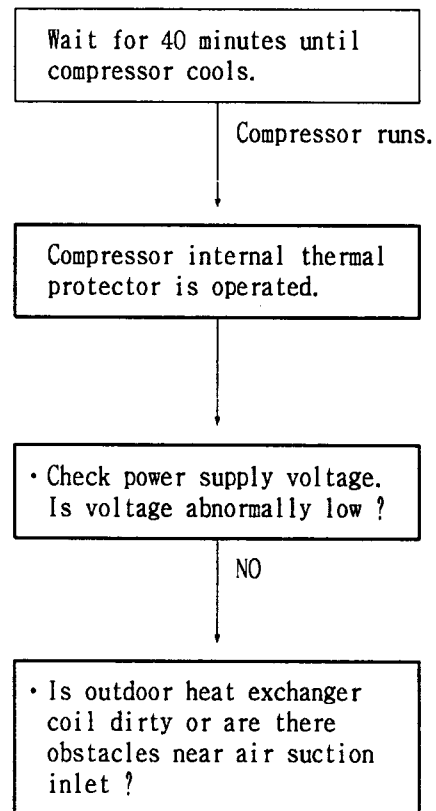 Wait for 40 minutes until
compressor cools.
Compressor runs.
Compressor internal thermal
protector is operated.
· Check power supply voltage.
Is voltage abnormally low ?
NO
· Is outdoor heat exchanger
coil dirty or are there
obstacles near air suction
inlet ?